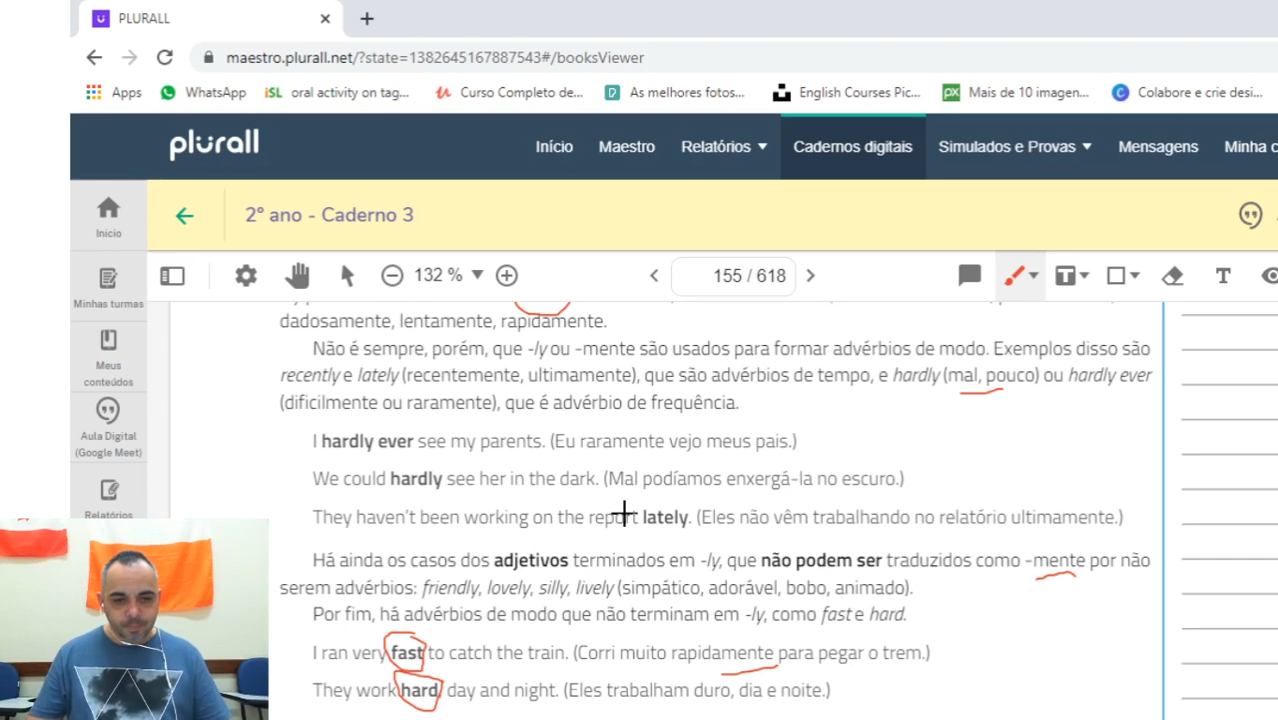 PLURALL
maestro.plurall.net/?state=1382645167887543#/booksViewer
Apps WhatsApp iSL oral activity on tag... Curso Completo de... As melhores fotos... English Courses Pic... px Mais de 10 imagen... Colabore e crie desi...
plurall Início Maestro Relatórios Cadernos digitais Simulados e Provas Mensagens Minha c
Inicio
2º ano - Caderno 3
132 % 155 / 618
Minhas turmas
Meus conteúdos
Aula Digital
(Google Meet)
Relatórios
dadosamente, lentamente, rapidamente.
Não é sempre, porém, que -ly ou -mente são usados para formar advérbios de modo. Exemplos disso são
recently e lately (recentemente, ultimamente), que são advérbios de tempo, e hardly (mal, pouco) ou hardly ever
(dificilmente ou raramente), que é advérbio de frequência.
I hardly ever see my parents. (Eu raramente vejo meus pais.)
We could hardly see her in the dark. (Mal podíamos enxergá-la no escuro.)
They haven't been working on the report lately. (Eles não vêm trabalhando no relatório ultimamente.)
Há ainda os casos dos adjetivos terminados em -ly, que não podem ser traduzidos como -mente por não
serem advérbios: friendly, lovely, silly, lively (simpático, adorável, bobo, animado).
Por fim, há advérbios de modo que não terminam em -ly, como fast e hard.
I ran very fast to catch the train. (Corri muito rapidamente para pegar o trem.)
They work hard, day and night. (Eles trabalham duro, dia e noite.)